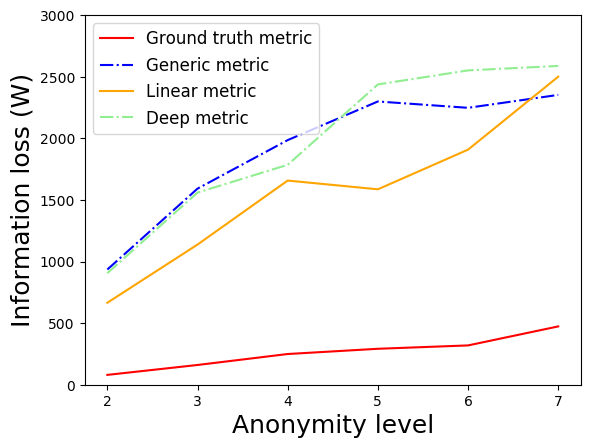 Ground truth metric
Generic metric
Linear metric
Deep metric
3000
2500
2000
1500
1000
500
0
Information loss (W)
2 3 4 5 6 7
Anonymity level